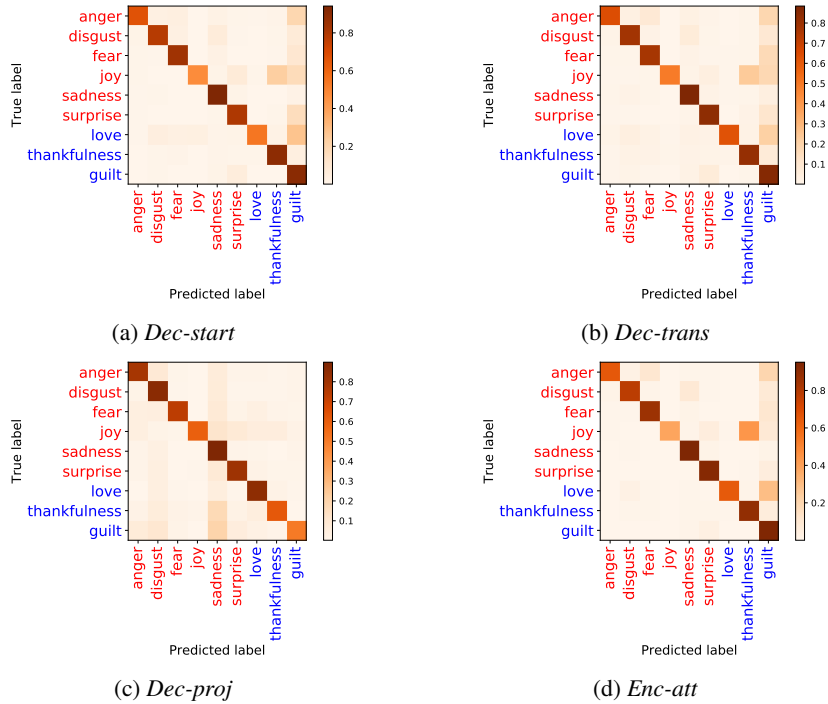 anger
disgust
fear
joy
sadness
surprise
love
thankfulness
guilt
True label
anger
disgust
fear
joy
sadness
surprise
love
thankfulness
guilt
Predicted label
0.8
0.6
0.4
0.2
(a) Dec-start
anger
disgust
fear
joy
sadness
surprise
love
thankfulness
guilt
True label
anger
disgust
fear
joy
sadness
surprise
love
thankfulness
guilt
Predicted label
0.8
0.7
0.6
0.5
0.4
0.3
0.2
0.1
(b) Dec-trans
anger
disgust
fear
joy
sadness
surprise
love
thankfulness
guilt
True label
anger
disgust
fear
joy
sadness
surprise
love
thankfulness
guilt
Predicted label
0.8
0.7
0.6
0.5
0.4
0.3
0.2
0.1
(c) Dec-proj
anger
disgust
fear
joy
sadness
surprise
love
thankfulness
guilt
True label
anger
disgust
fear
joy
sadness
surprise
love
thankfulness
guilt
Predicted label
0.8
0.6
0.4
0.2
(d) Enc-att